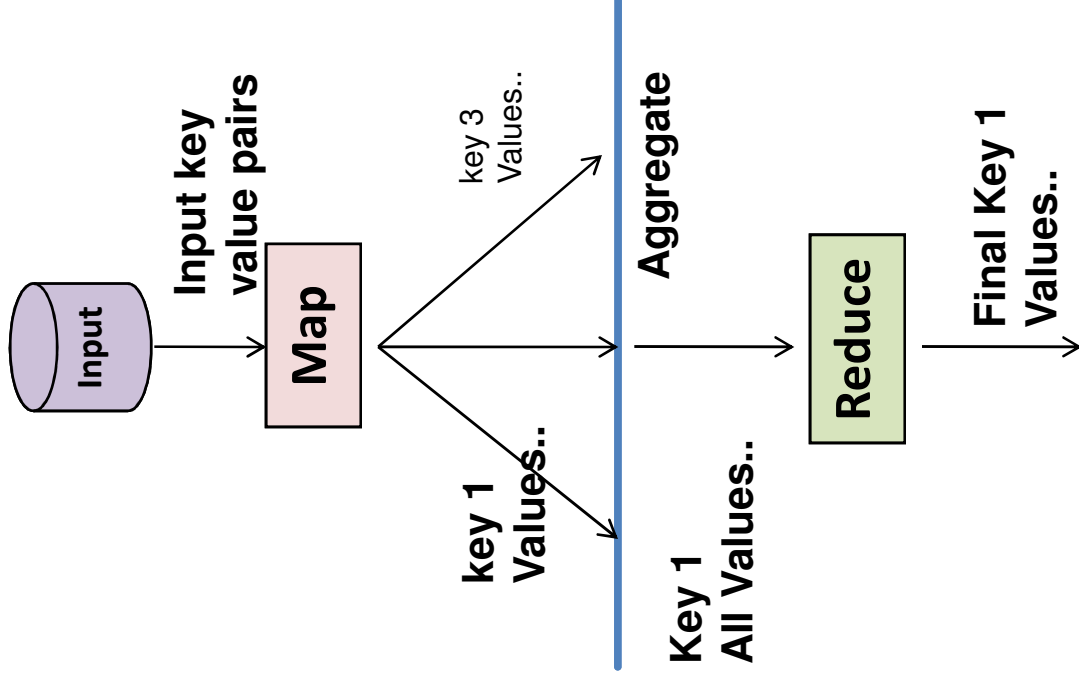 Input
Input key
value pairs
Map
key 1
Values..
key 3
Values..
Aggregate
Key 1
All Values..
Reduce
Final Key 1
Values..